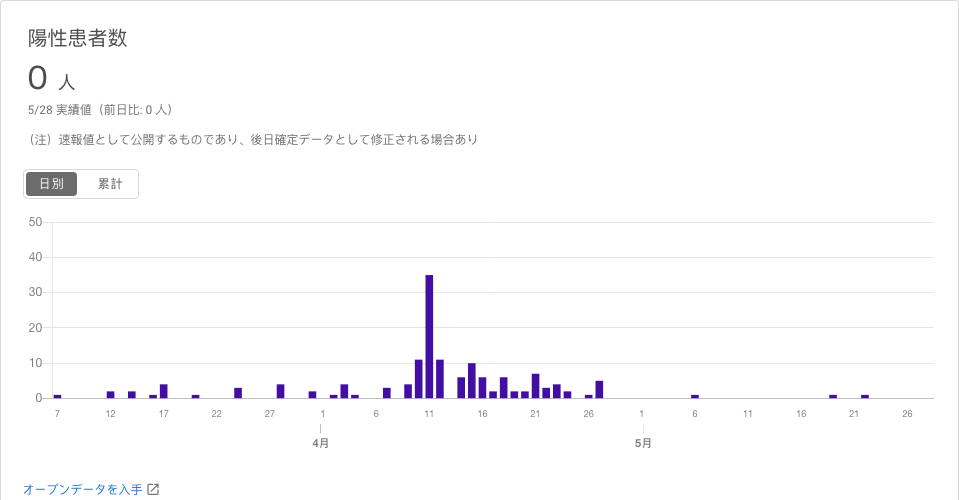 陽性患者数
0 人
5/28 実績値（前日比: 0 人）
（注）速報値として公開するものであり、後日確定データとして修正される場合あり
日別 累計
50
40
30
20
10
0
7 12 17 22 27 1 6 11 16 21 26 1 6 11 16 21 26
4月 5月
オープンデータを入手